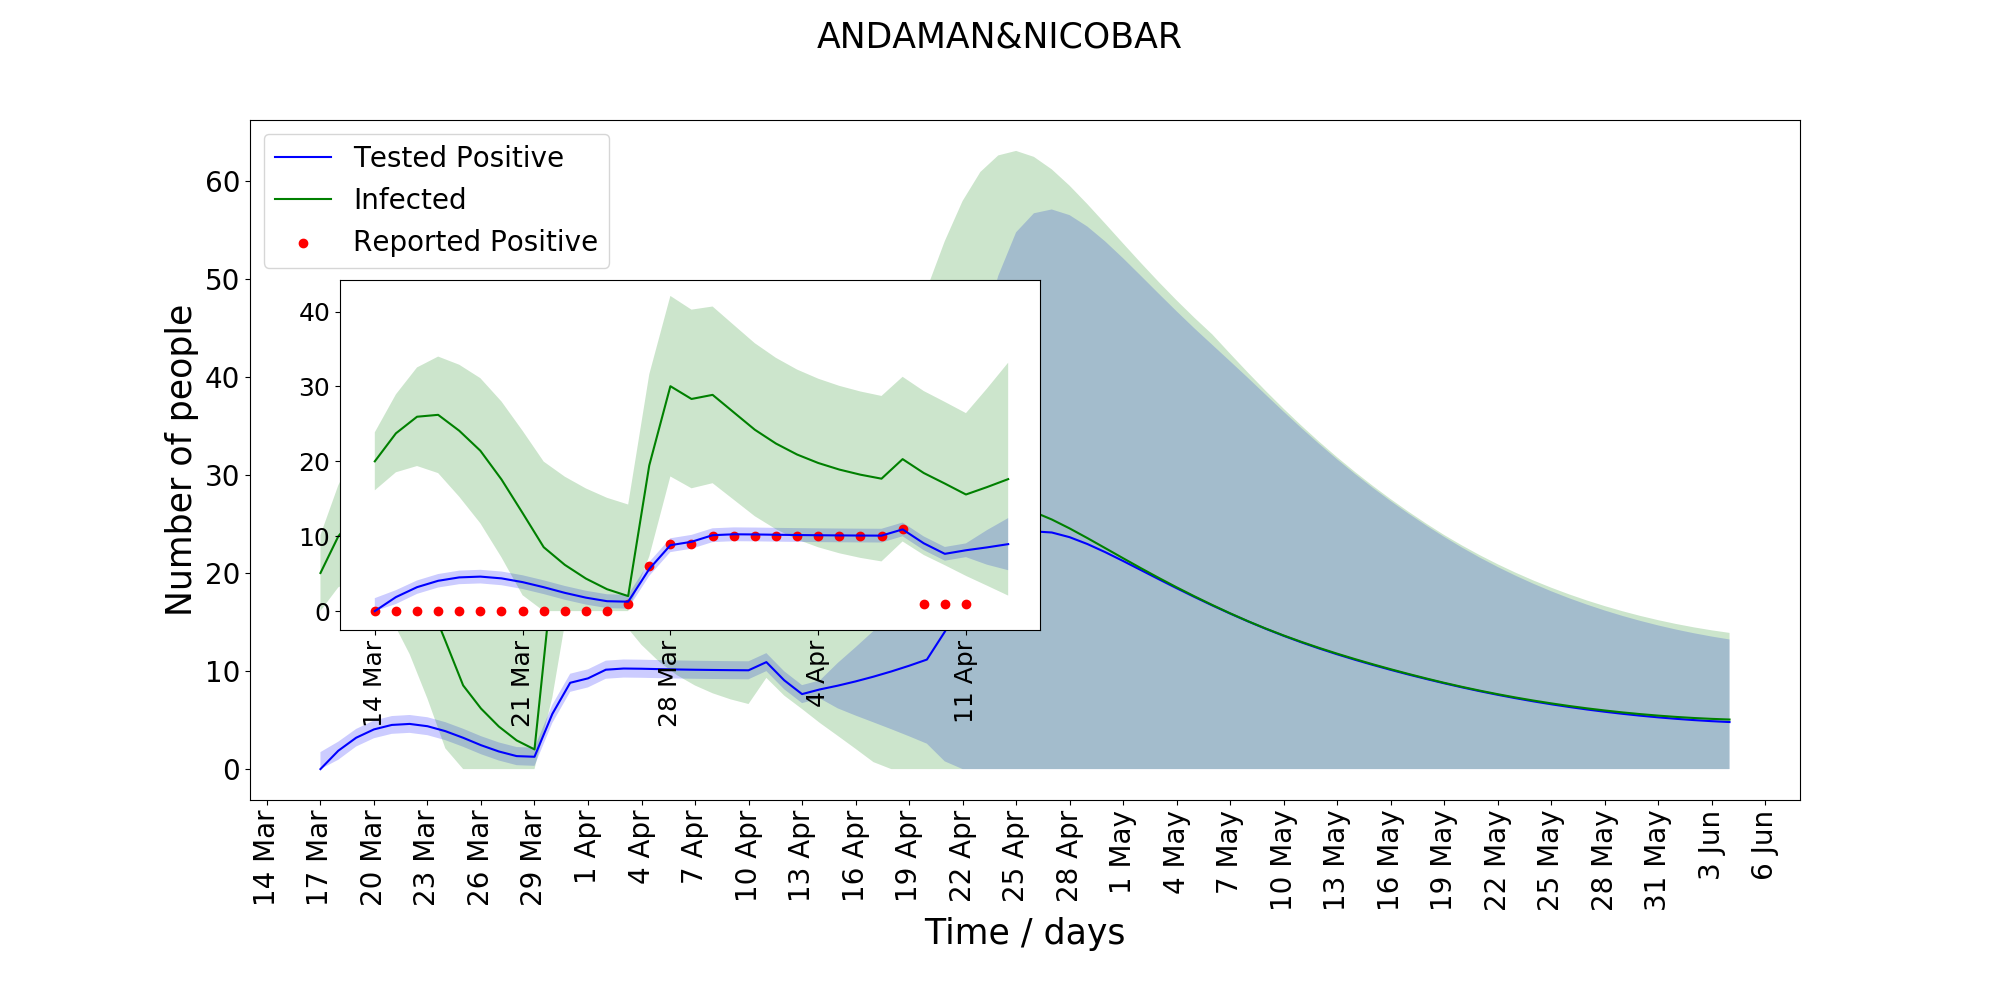 ANDAMAN&NICOBAR
Tested Positive
Infected
Reported Positive
Number of people
60
50
40
30
20
10
0
40
30
20
10
0
14 Mar
21 Mar
28 Mar
4 Apr
11 Apr
14 Mar
17 Mar
20 Mar
23 Mar
26 Mar
29 Mar
1 Apr
4 Apr
7 Apr
10 Apr
13 Apr
16 Apr
19 Apr
22 Apr
25 Apr
28 Apr
1 May
4 May
7 May
10 May
13 May
16 May
19 May
22 May
25 May
28 May
31 May
3 Jun
6 Jun
Time / days